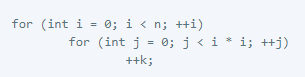 for (int i = 0; i < n; ++i)
        for (int j = 0; j < i * i; ++j)
                ++k;